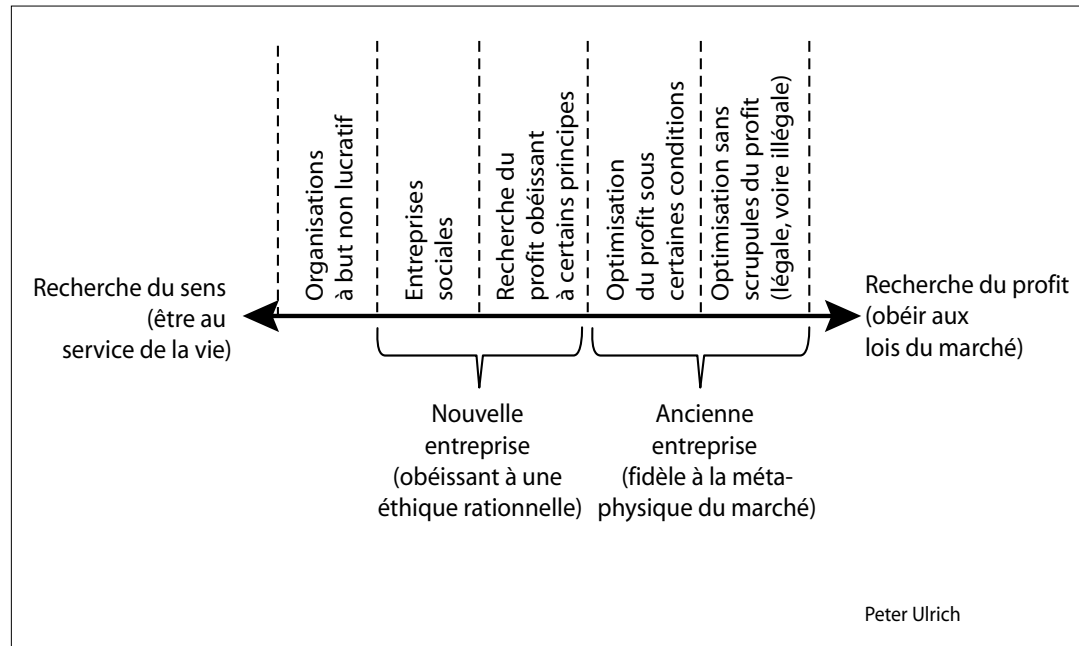 Organisations
à but non lucratif
Entreprises
sociales
Recherche du
profit obéissant
à certains principes
Optimisation
du profit sous
certaines conditions
Optimisation sans
scrupules du profit
(légale, voire illégale)
Recherche du sens
(être au
service de la vie)
Recherche du profit
(obéir aux
lois du marché)
Nouvelle
entreprise
(obéissant à une
éthique rationnelle)
Ancienne
entreprise
(fidèle à la méta-
physique du marché)
Peter Ulrich